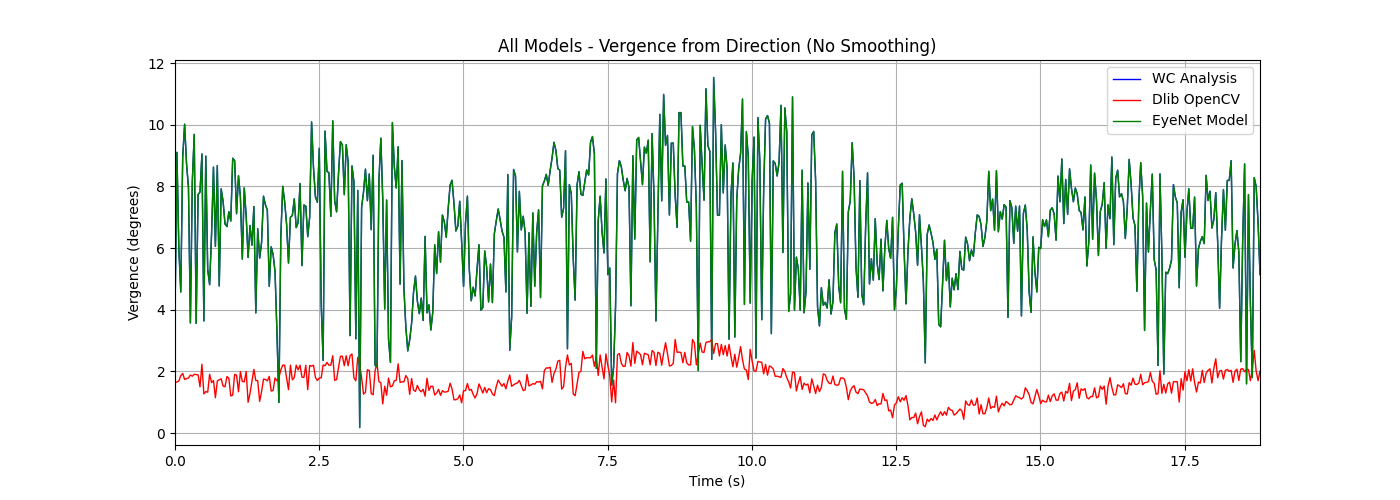 All Models - Vergence from Direction (No Smoothing)
12
10
8
6
4
2
0
Vergence (degrees)
WC Analysis
Dlib OpenCV
EyeNet Model
0.0 2.5 5.0 7.5 10.0 12.5 15.0 17.5
Time (s)